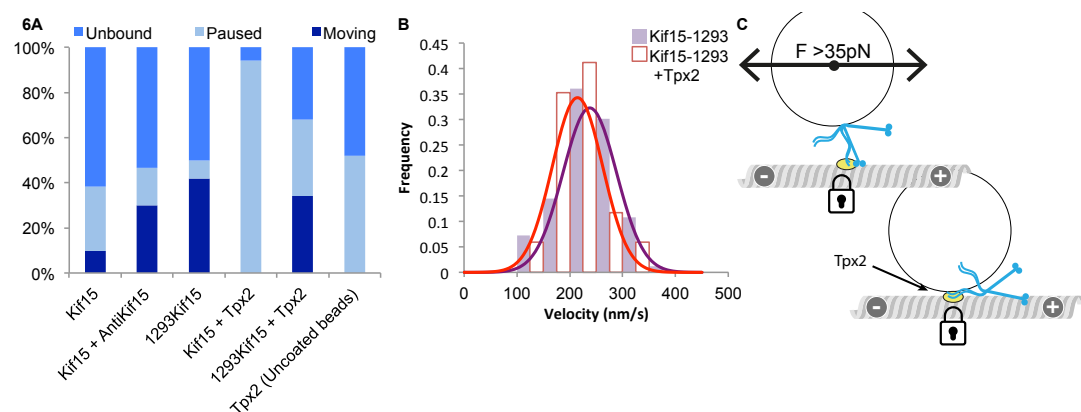 6A
Unbound Paused Moving
100%
80%
60%
40%
20%
0%
Kif15
Kif15 + AntiKif15
1293Kif15
Kif15 + Tpx2
1293Kif15 + Tpx2
Tpx2 (Uncoated beads)
B
Kif15-1293
Kif15-1293
+Tpx2
Frequency
0.45
0.4
0.35
0.3
0.25
0.2
0.15
0.1
0.05
0
0 100 200 300 400 500
Velocity (nm/s)
C
F >35pN
-
+
Tpx2
-
+